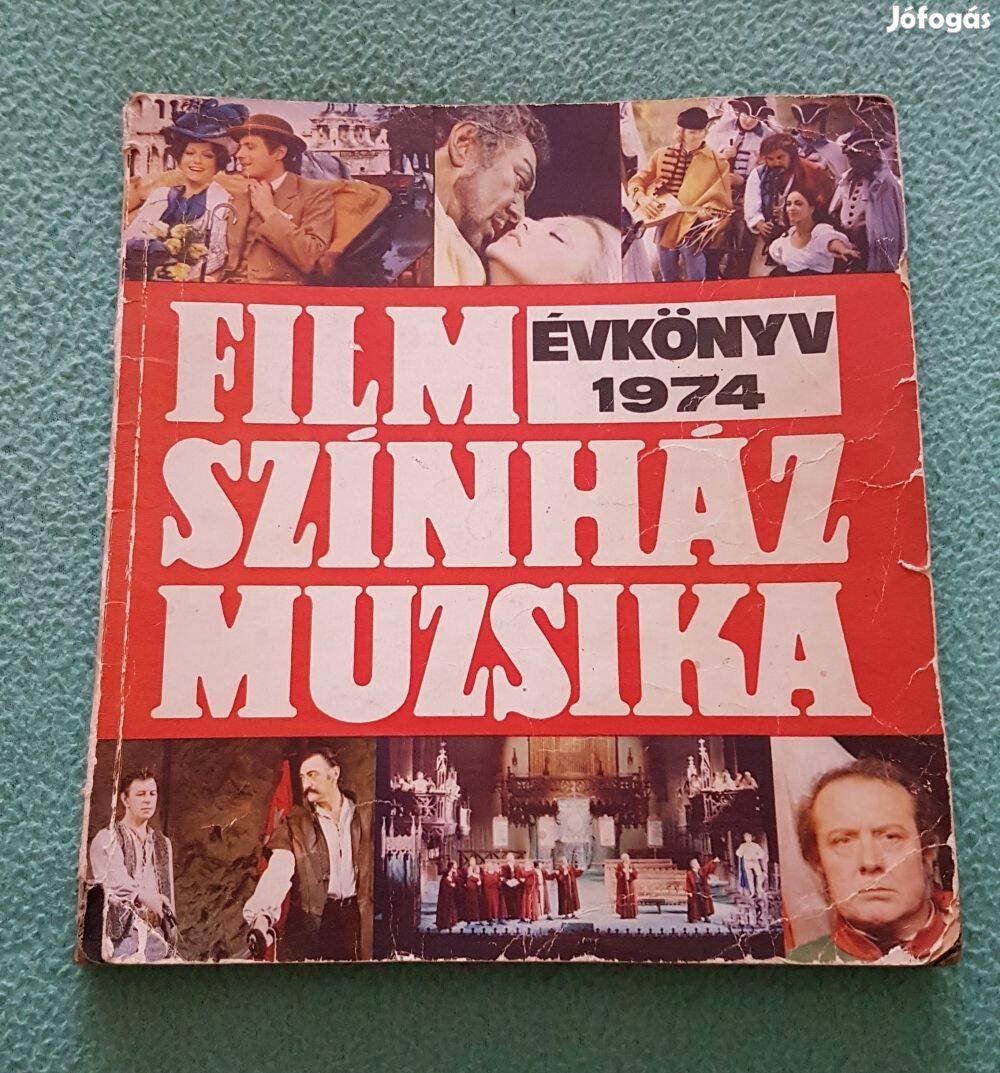 Jófogás
FILM
ÉVKÖNYV
1974
SZÍNHÁZ
MUZSIKA